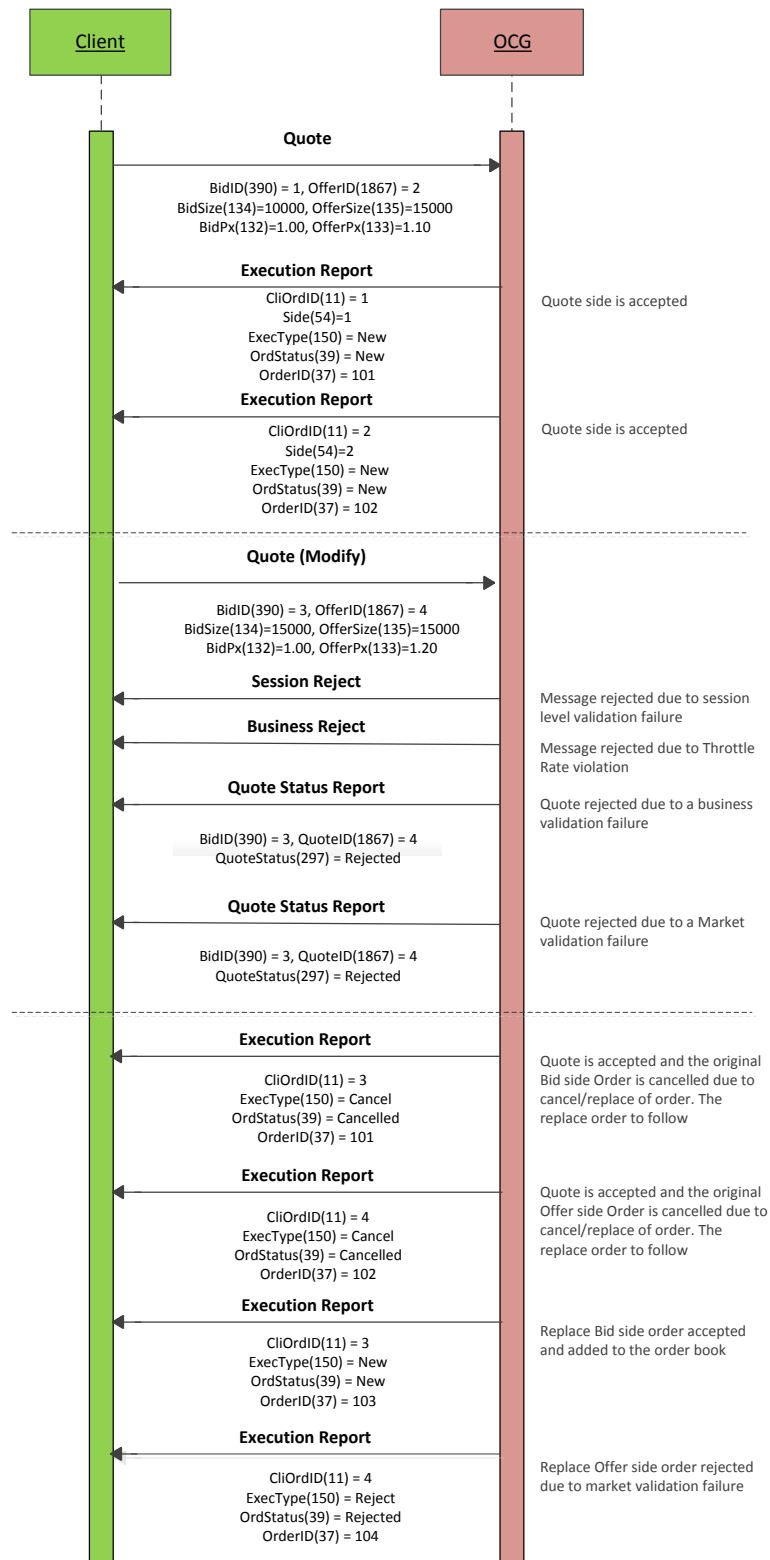 Client
OCG
Quote
BidID(390) = 1, OfferID(1867) = 2
BidSize(134)=10000, OfferSize(135)=15000
BidPx(132)=1.00, OfferPx(133)=1.10
Execution Report
CliOrdID(11) = 1
Side(54)=1
ExecType(150) = New
OrdStatus(39) = New
OrderID(37) = 101
Quote side is accepted
Execution Report
CliOrdID(11) = 2
Side(54)=2
ExecType(150) = New
OrdStatus(39) = New
OrderID(37) = 102
Quote side is accepted
Quote (Modify)
BidID(390) = 3, OfferID(1867) = 4
BidSize(134)=15000, OfferSize(135)=15000
BidPx(132)=1.00, OfferPx(133)=1.20
Session Reject
Message rejected due to session
level validation failure
Business Reject
Message rejected due to Throttle
Rate violation
Quote Status Report
BidID(390) = 3, QuoteID(1867) = 4
QuoteStatus(297) = Rejected
Quote rejected due to a business
validation failure
Quote Status Report
BidID(390) = 3, QuoteID(1867) = 4
QuoteStatus(297) = Rejected
Quote rejected due to a Market
validation failure
Execution Report
CliOrdID(11) = 3
ExecType(150) = Cancel
OrdStatus(39) = Cancelled
OrderID(37) = 101
Quote is accepted and the original
Bid side Order is cancelled due to
cancel/replace of order. The
replace order to follow
Execution Report
CliOrdID(11) = 4
ExecType(150) = Cancel
OrdStatus(39) = Cancelled
OrderID(37) = 102
Quote is accepted and the original
Offer side Order is cancelled due to
cancel/replace of order. The
replace order to follow
Execution Report
CliOrdID(11) = 3
ExecType(150) = New
OrdStatus(39) = New
OrderID(37) = 103
Replace Bid side order accepted
and added to the order book
Execution Report
CliOrdID(11) = 4
ExecType(150) = Reject
OrdStatus(39) = Rejected
OrderID(37) = 104
Replace Offer side order rejected
due to market validation failure